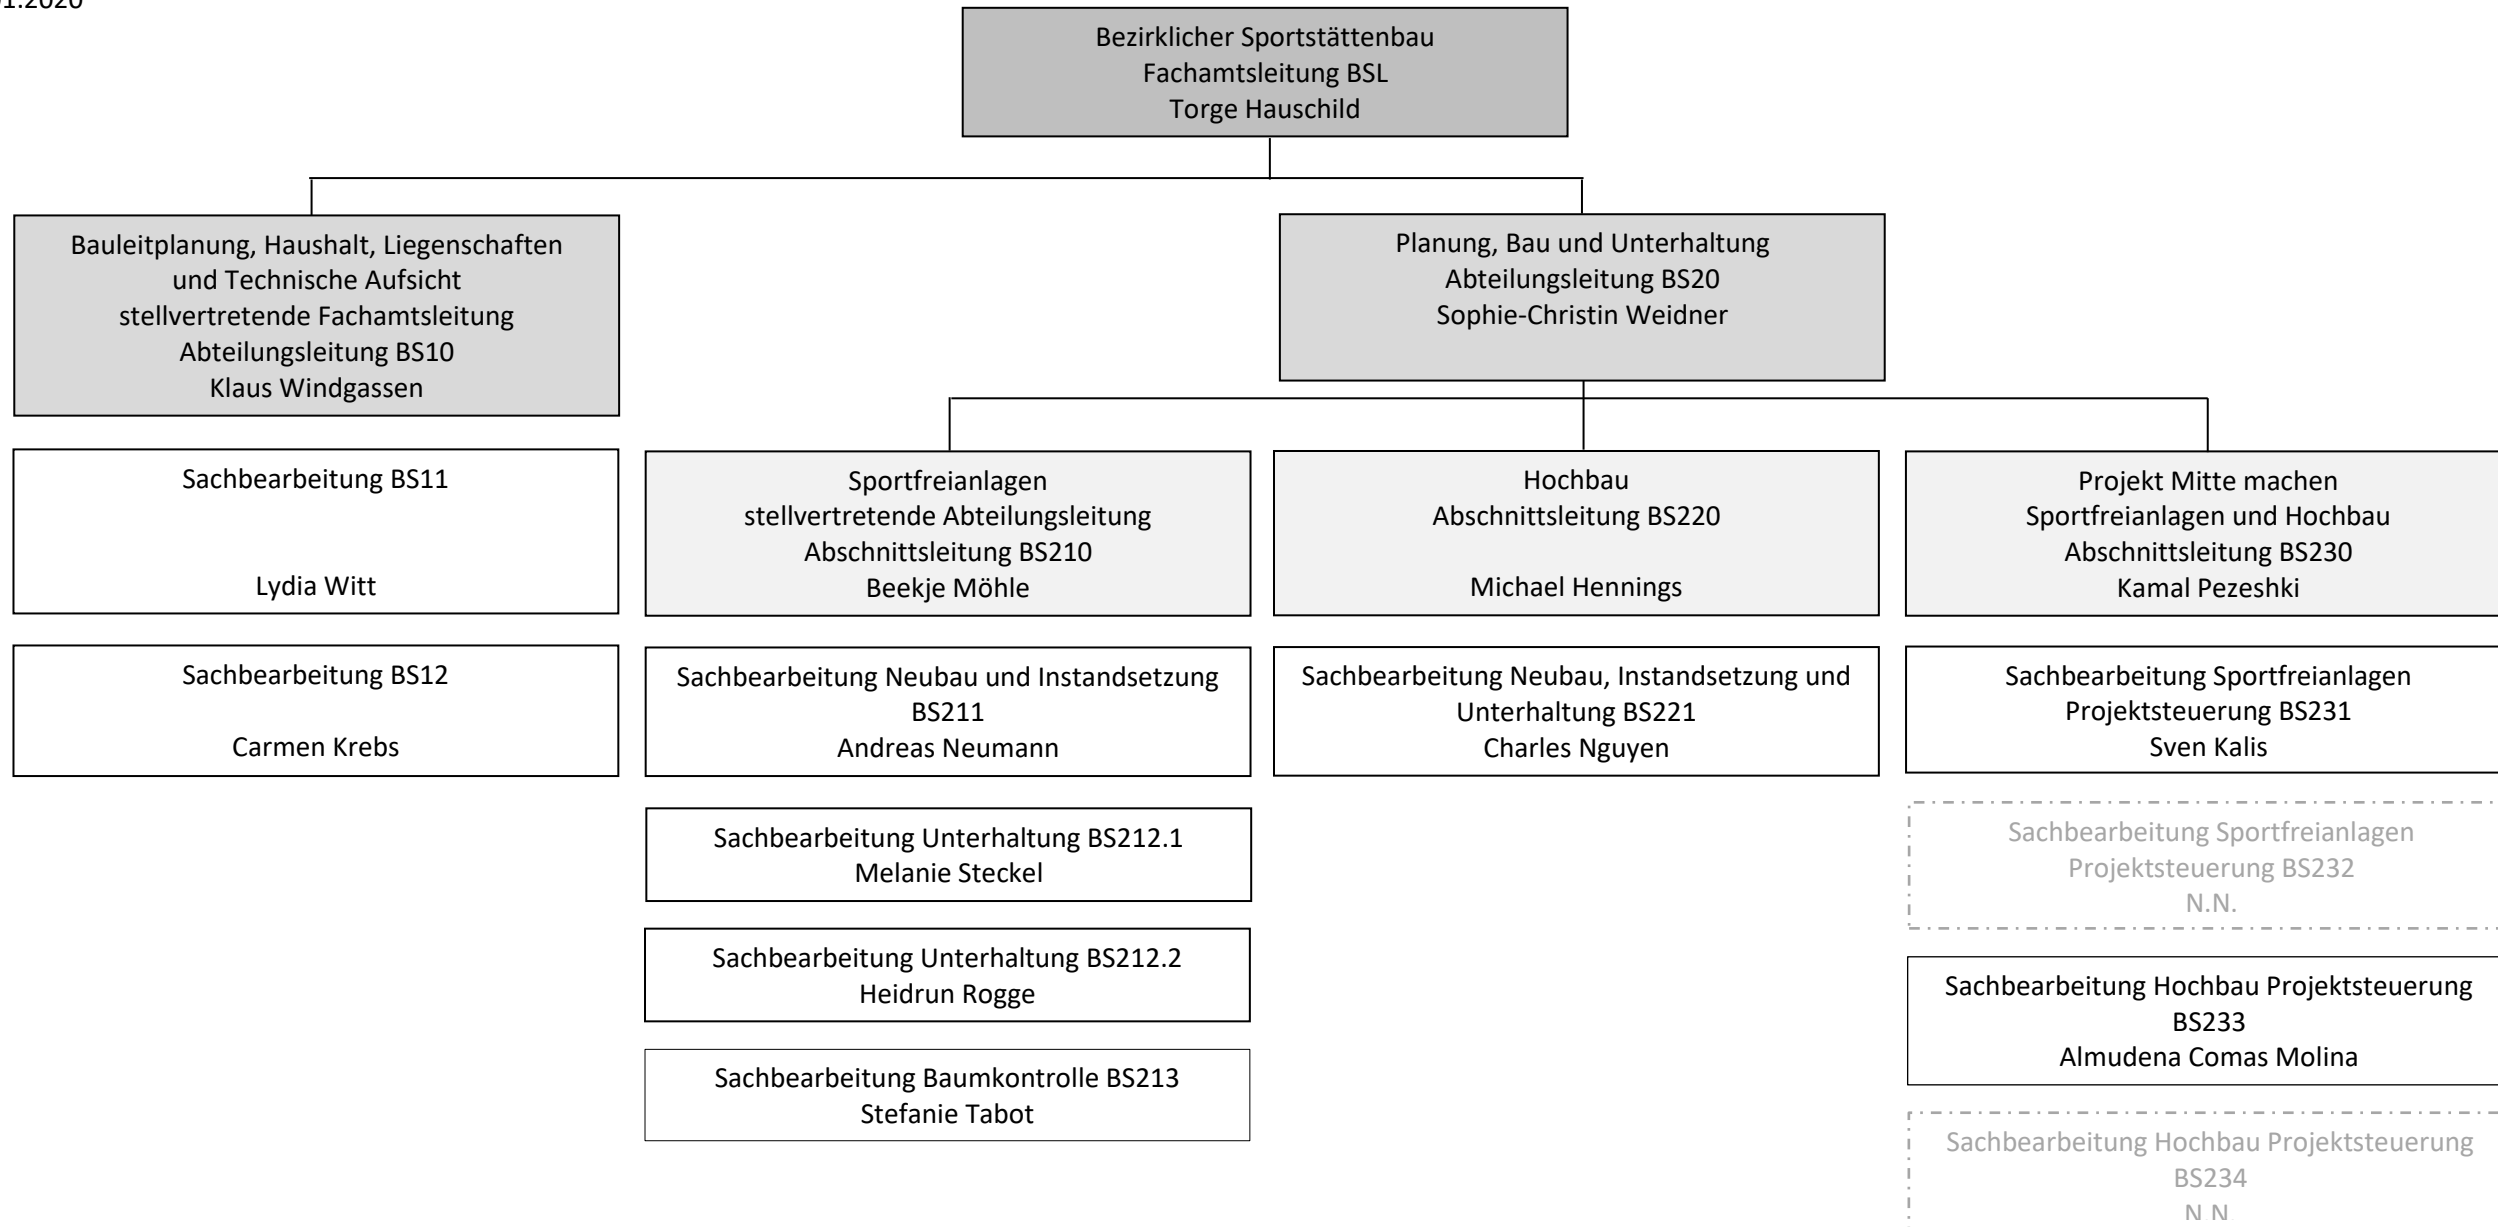 Bezirklicher Sportstättenbau
Fachamtsleitung BSL
Torge Hauschild
Bauleitplanung, Haushalt, Liegenschaften
und Technische Aufsicht
stellvertretende Fachamtsleitung
Abteilungsleitung BS10
Klaus Windgassen
Planung, Bau und Unterhaltung
Abteilungsleitung BS20
Sophie-Christin Weidner
Sachbearbeitung BS11
Lydia Witt
Sachbearbeitung BS12
Carmen Krebs
Sportfreianlagen
stellvertretende Abteilungsleitung
Abschnittsleitung BS210
Beekje Möhle
Sachbearbeitung Neubau und Instandsetzung
BS211
Andreas Neumann
Sachbearbeitung Unterhaltung BS212.1
Melanie Steckel
Sachbearbeitung Unterhaltung BS212.2
Heidrun Rogge
Sachbearbeitung Baumkontrolle BS213
Stefanie Tabot
Hochbau
Abschnittsleitung BS220
Michael Hennings
Sachbearbeitung Neubau, Instandsetzung und
Unterhaltung BS221
Charles Nguyen
Projekt Mitte machen
Sportfreianlagen und Hochbau
Abschnittsleitung BS230
Kamal Pezeshki
Sachbearbeitung Sportfreianlagen
Projektsteuerung BS231
Sven Kalis
Sachbearbeitung Sportfreianlagen
Projektsteuerung BS232
N.N.
Sachbearbeitung Hochbau Projektsteuerung
BS233
Almudena Comas Molina
Sachbearbeitung Hochbau Projektsteuerung
BS234
N.N.